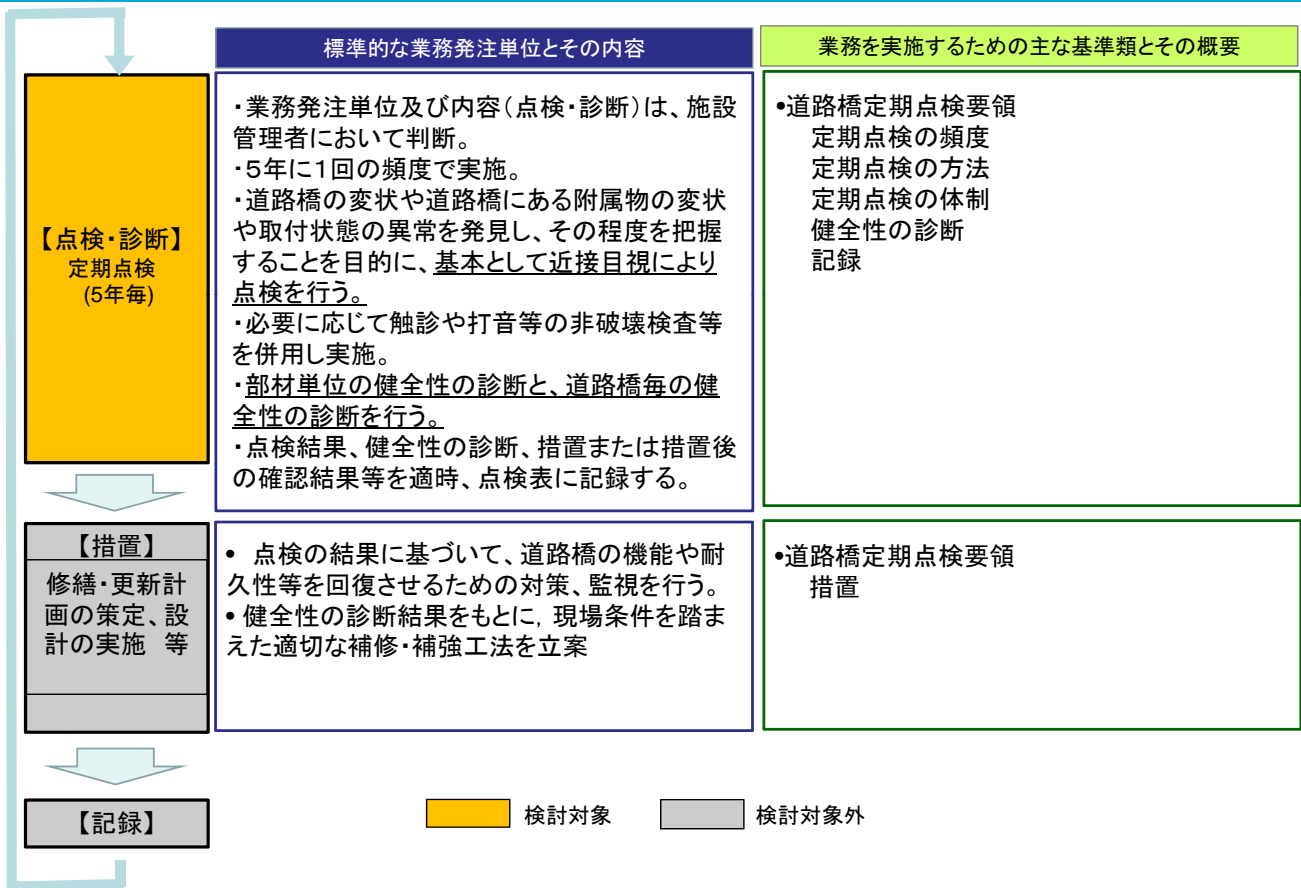 標準的な業務発注単位とその内容
業務を実施するための主な基準類とその概要
【点検・診断】
定期点検
(5年毎)
・業務発注単位及び内容（点検・診断）は、施設
管理者において判断。
・5年に1回の頻度で実施。
・道路橋の変状や道路橋にある附属物の変状
や取付状態の異常を発見し、その程度を把握
することを目的に、基本として近接目視により
点検を行う。
・必要に応じて触診や打音等の非破壊検査等
を併用し実施。
・部材単位の健全性の診断と、道路橋毎の健
全性の診断を行う。
・点検結果、健全性の診断、措置または措置後
の確認結果等を適時、点検表に記録する。
•道路橋定期点検要領
定期点検の頻度
定期点検の方法
定期点検の体制
健全性の診断
記録
【措置】
修繕・更新計
画の策定、設
計の実施　等
• 点検の結果に基づいて、道路橋の機能や耐
久性等を回復させるための対策、監視を行う。
• 健全性の診断結果をもとに, 現場条件を踏ま
えた適切な補修・補強工法を立案
•道路橋定期点検要領
措置
【記録】
検討対象
検討対象外